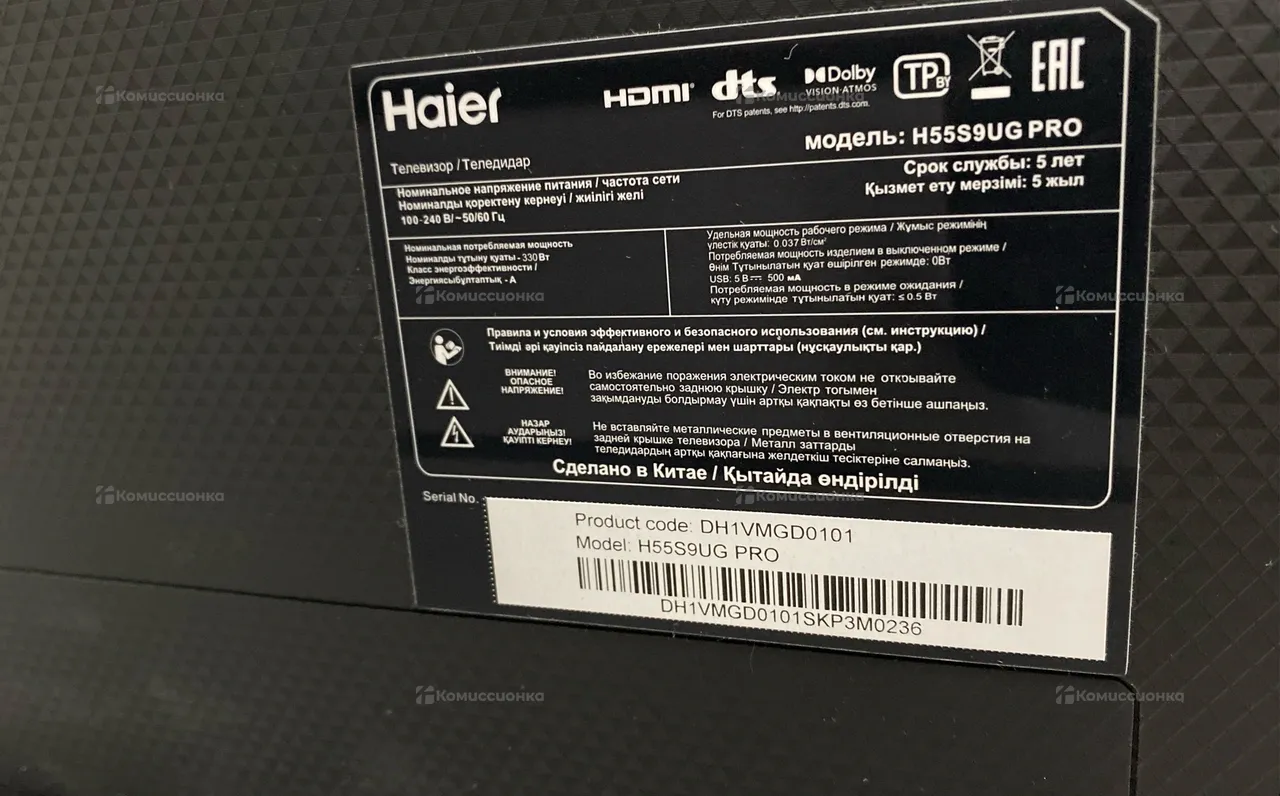 Haier
HDMI
dts
For DTS patents, see http://patents.dts.com.
Dolby
VISION·ATMOS
TP BY
EAC
модель: H55S9UG PRO
Телевизор / Теледидар
Срок службы: 5 лет
Қызмет ету мерзімі: 5 жыл
Номинальное напряжение питания / частота сети
Номиналды қоректену кернеуі / жиілігі желі
100-240 В/~50/60 Гц
Номинальная потребляемая мощность
Номиналды тұтыну қуаты - 330 Вт
Класс энергоэффективности /
Энергиясыбұлтаптық - А
Удельная мощность рабочего режима / Жұмыс режимінің
үлестік қуаты: 0.037 Вт/см²
Потребляемая мощность изделием в выключенном режиме /
Өнім Тұтынылатын қуат өшірілген режимде: 0Вт
USB: 5 В⎓ 500 мА
Потребляемая мощность в режиме ожидания /
күту режимінде тұтынылатын қуат: ≤ 0.5 Вт
Правила и условия эффективного и безопасного использования (см. инструкцию) /
Тиімді әрі қауіпсіз пайдалану ережелері мен шарттары (нұсқаулықты қар.)
ВНИМАНИЕ!
ОПАСНОЕ
НАПРЯЖЕНИЕ!
Во избежание поражения электрическим током не открывайте
самостоятельно заднюю крышку / Электр тогымен
зақымдануды болдырмау үшін артқы қақпақты өз бетінше ашпаңыз.
НАЗАР
АУДАРЫҢЫЗ!
ҚАУІПТІ КЕРНЕУ!
Не вставляйте металлические предметы в вентиляционные отверстия на
задней крышке телевизора / Металл заттарды
теледидардың артқы қақпағына желдеткіш тесіктеріне салмаңыз.
Сделано в Китае / Қытайда өндірілді
Serial No.
Product code: DH1VMGD0101
Model: H55S9UG PRO
DH1VMGD0101SKP3M0236
Комиссионка
Комиссионка
Комиссионка
Комиссионка
Комиссионка
Комиссионка
Комиссионка
Комиссионка